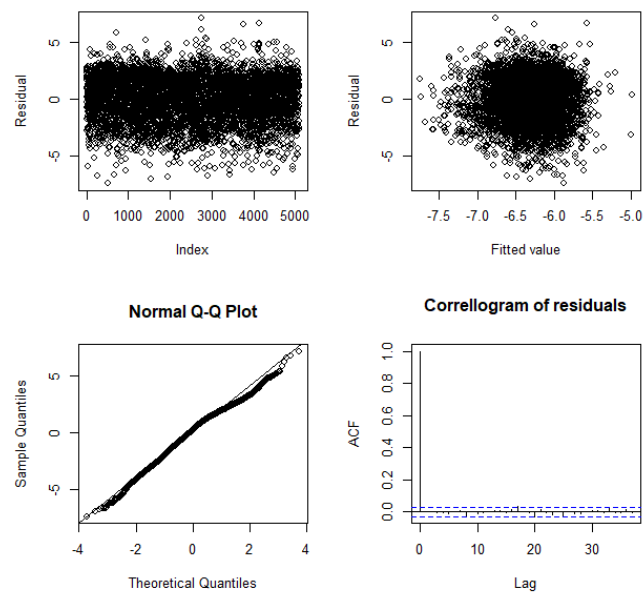 Residual
5
0
-5
0 1000 2000 3000 4000 5000
Index
Residual
5
0
-5
-7.5 -7.0 -6.5 -6.0 -5.5 -5.0
Fitted value
Normal Q-Q Plot
Sample Quantiles
5
0
-5
-4 -2 0 2 4
Theoretical Quantiles
Correllogram of residuals
ACF
1.0
0.8
0.6
0.4
0.2
0.0
0 10 20 30
Lag